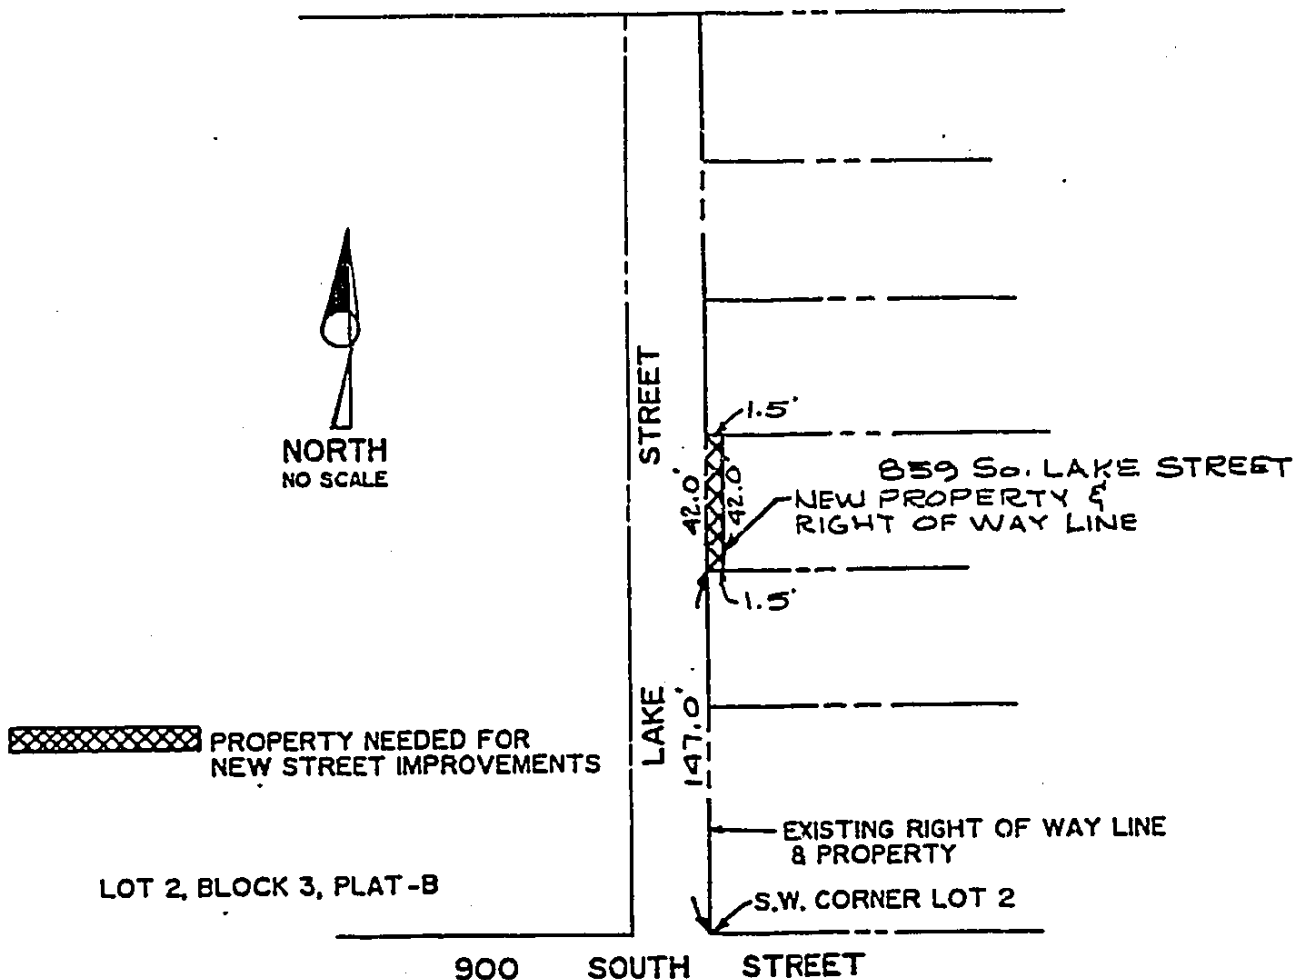 NORTH
NO SCALE
STREET
LAKE
1.5'
42.0'
42.0'
859 So. LAKE STREET
NEW PROPERTY &
RIGHT OF WAY LINE
1.5'
147.0'
PROPERTY NEEDED FOR
NEW STREET IMPROVEMENTS
EXISTING RIGHT OF WAY LINE
& PROPERTY
LOT 2, BLOCK 3, PLAT-B
S.W. CORNER LOT 2
900 SOUTH STREET